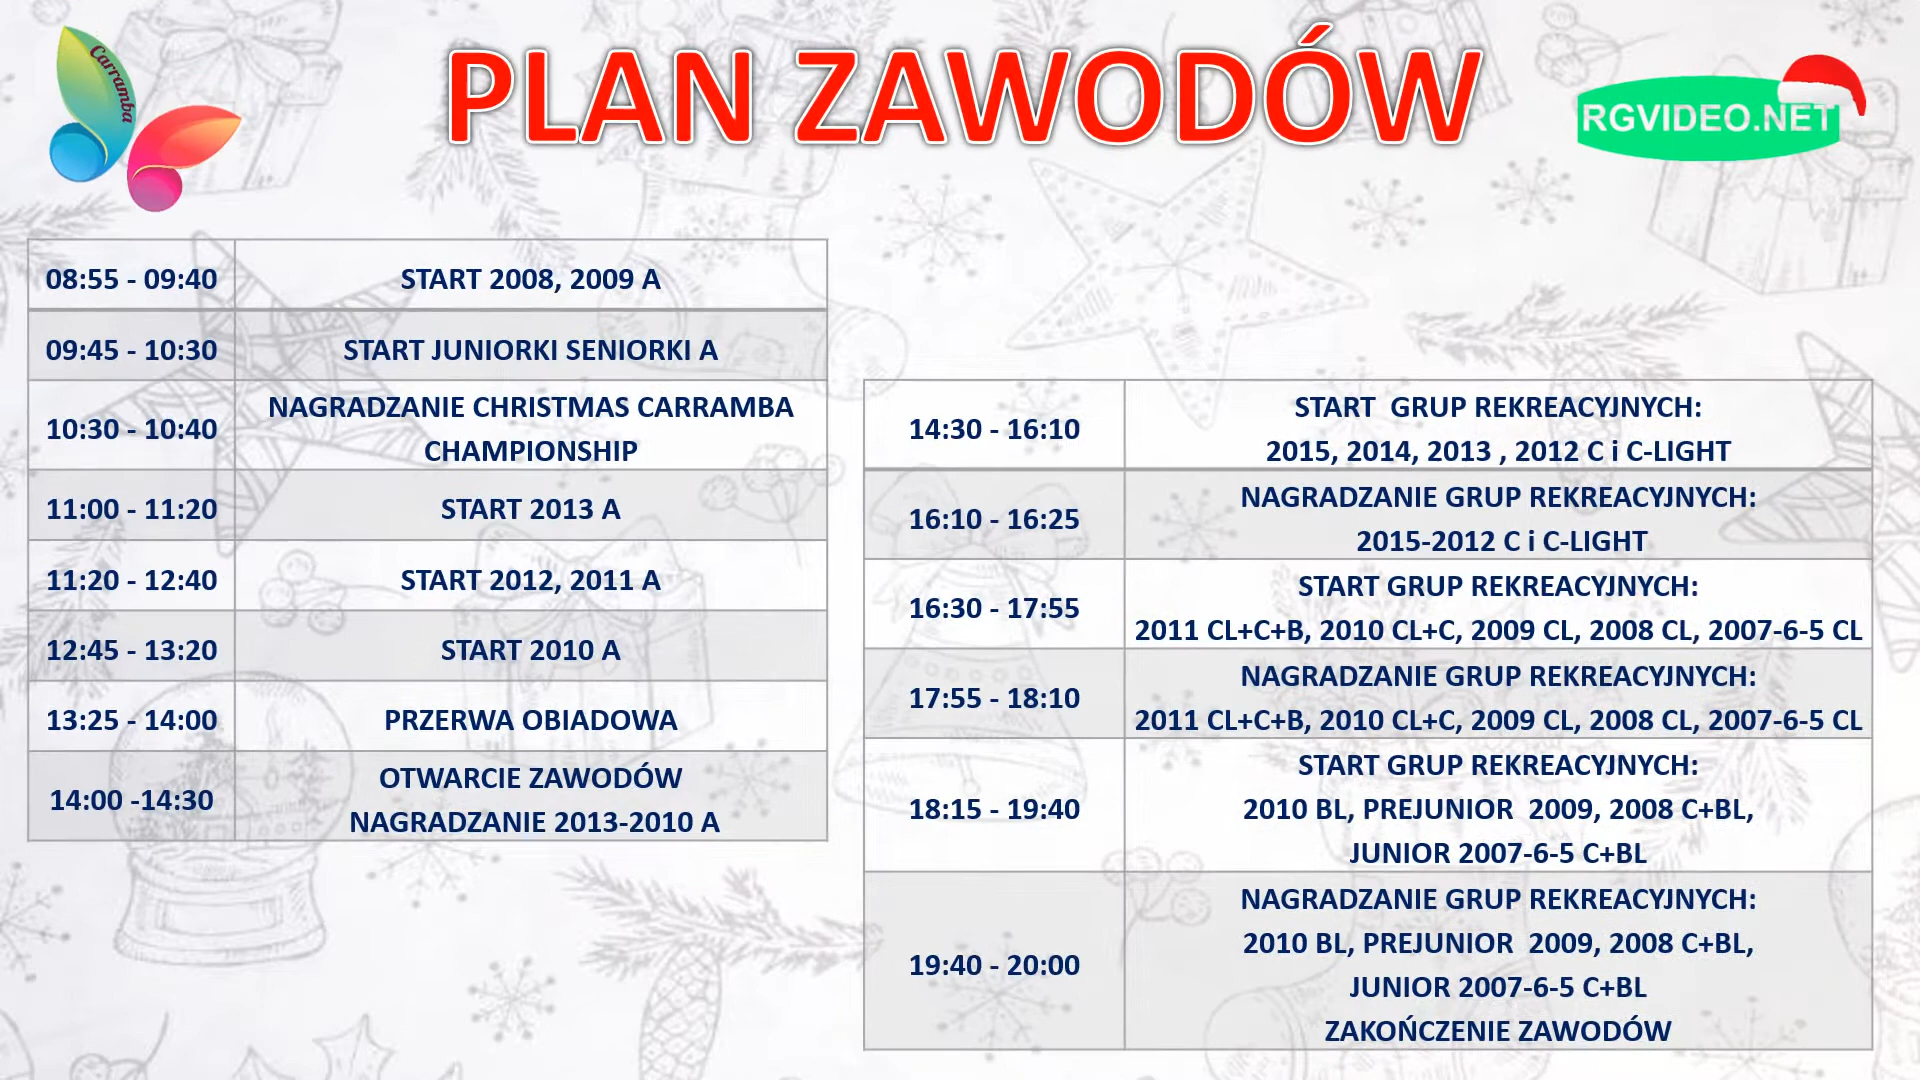 Carramba
PLAN ZAWODÓW
RGVIDEO.NET
08:55 - 09:40 START 2008, 2009 A
09:45 - 10:30 START JUNIORKI SENIORKI A
10:30 - 10:40 NAGRADZANIE CHRISTMAS CARRAMBA
CHAMPIONSHIP
11:00 - 11:20 START 2013 A
11:20 - 12:40 START 2012, 2011 A
12:45 - 13:20 START 2010 A
13:25 - 14:00 PRZERWA OBIADOWA
14:00 -14:30 OTWARCIE ZAWODÓW
NAGRADZANIE 2013-2010 A
14:30 - 16:10 START  GRUP REKREACYJNYCH:
2015, 2014, 2013 , 2012 C i C-LIGHT
16:10 - 16:25 NAGRADZANIE GRUP REKREACYJNYCH:
2015-2012 C i C-LIGHT
16:30 - 17:55 START GRUP REKREACYJNYCH:
2011 CL+C+B, 2010 CL+C, 2009 CL, 2008 CL, 2007-6-5 CL
17:55 - 18:10 NAGRADZANIE GRUP REKREACYJNYCH:
2011 CL+C+B, 2010 CL+C, 2009 CL, 2008 CL, 2007-6-5 CL
18:15 - 19:40 START GRUP REKREACYJNYCH:
2010 BL, PREJUNIOR  2009, 2008 C+BL,
JUNIOR 2007-6-5 C+BL
19:40 - 20:00 NAGRADZANIE GRUP REKREACYJNYCH:
2010 BL, PREJUNIOR  2009, 2008 C+BL,
JUNIOR 2007-6-5 C+BL
ZAKOŃCZENIE ZAWODÓW